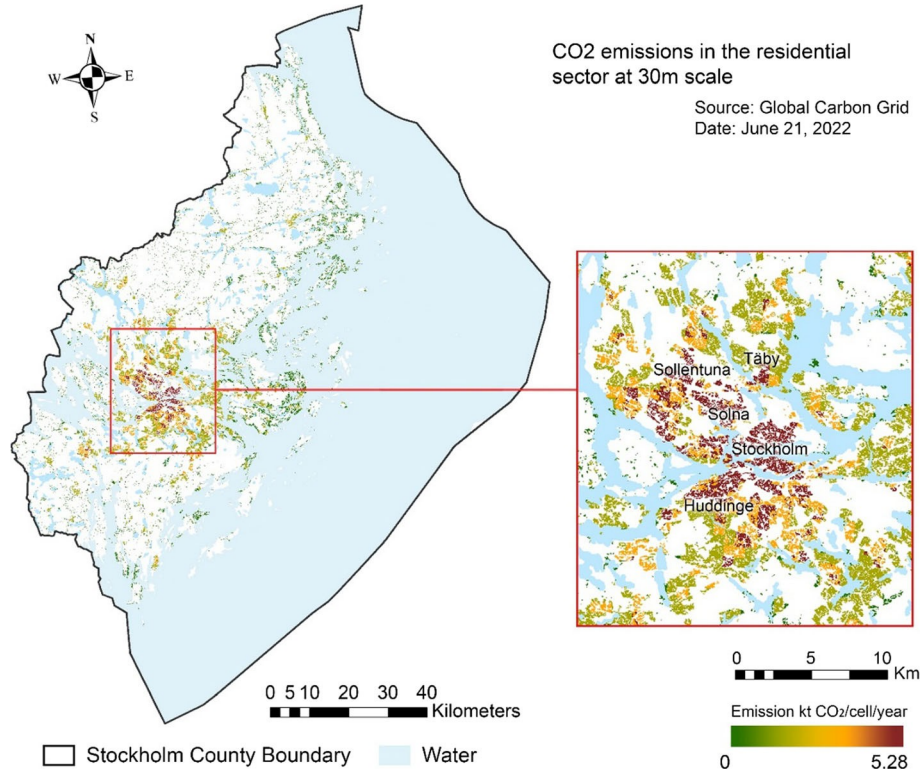 N
W E
S
CO2 emissions in the residential
sector at 30m scale
Source: Global Carbon Grid
Date: June 21, 2022
Täby
Sollentuna
Solna
Stockholm
Huddinge
0 5 10
Km
0 5 10 20 30 40
Kilometers
Emission kt CO₂/cell/year
0 5.28
Stockholm County Boundary Water